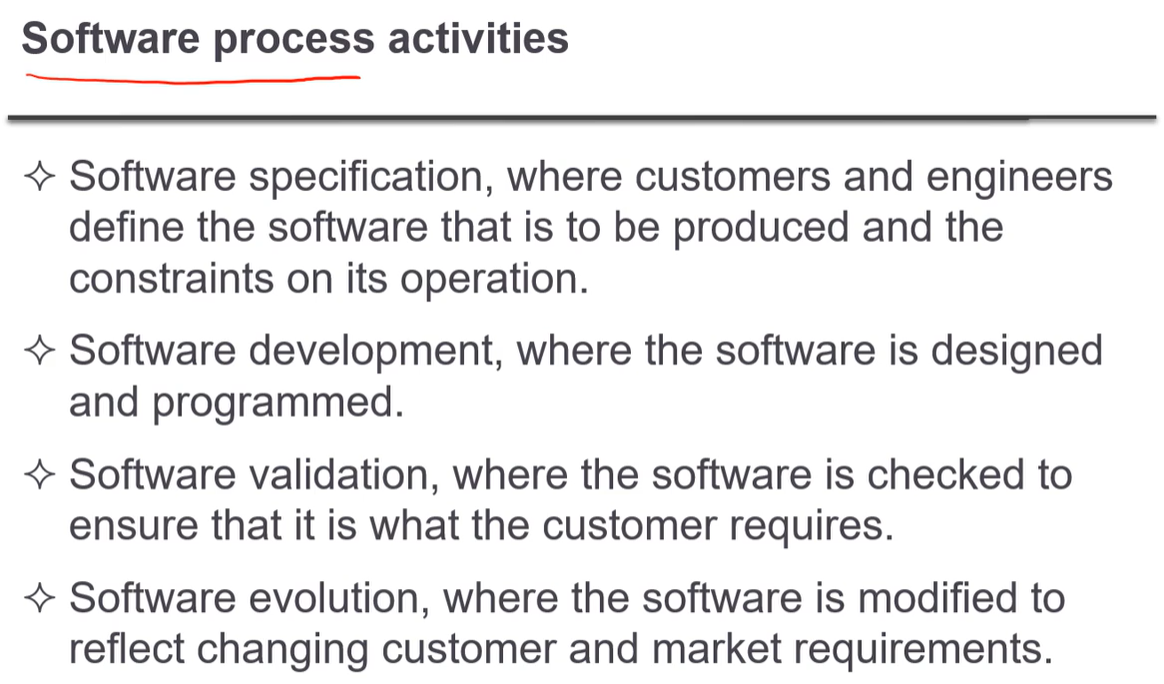 Software process activities
✧ Software specification, where customers and engineers
define the software that is to be produced and the
constraints on its operation.
✧ Software development, where the software is designed
and programmed.
✧ Software validation, where the software is checked to
ensure that it is what the customer requires.
✧ Software evolution, where the software is modified to
reflect changing customer and market requirements.